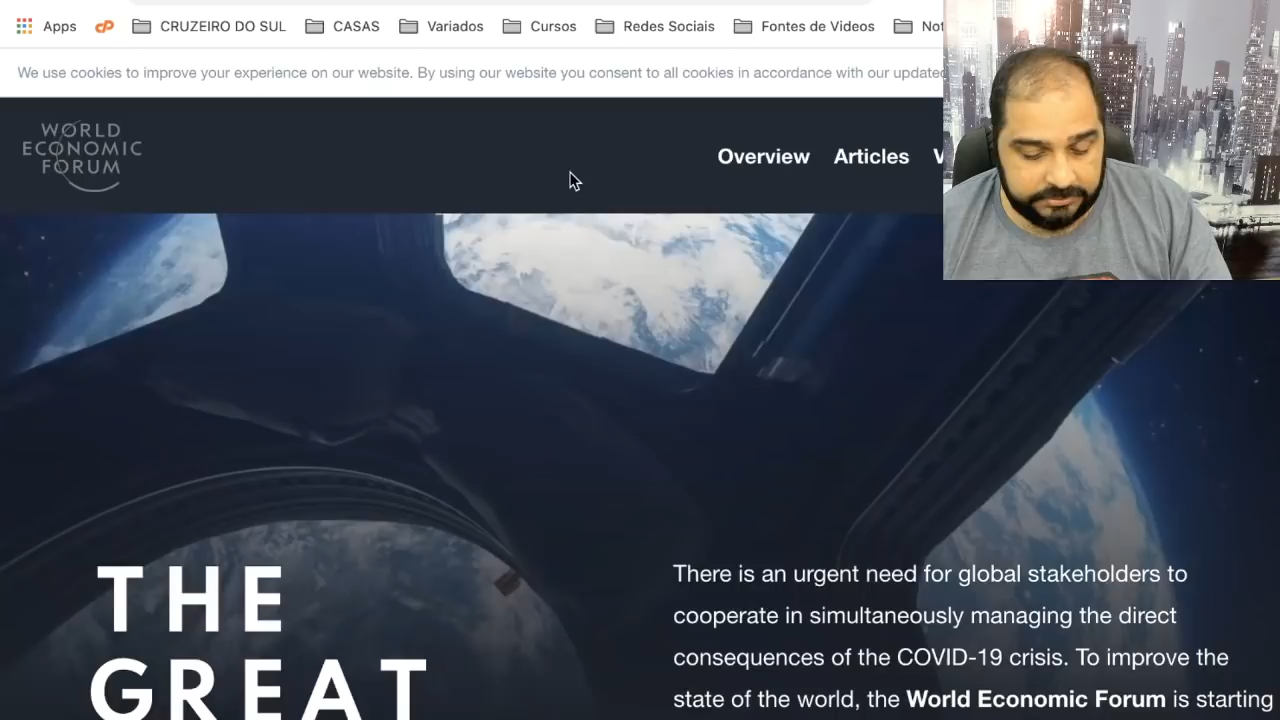 Apps CRUZEIRO DO SUL CASAS Variados Cursos Redes Sociais Fontes de Videos Not
We use cookies to improve your experience on our website. By using our website you consent to all cookies in accordance with our updated
WORLD
ECONOMIC
FORUM
Overview Articles V
THE
GREAT
There is an urgent need for global stakeholders to
cooperate in simultaneously managing the direct
consequences of the COVID-19 crisis. To improve the
state of the world, the World Economic Forum is starting